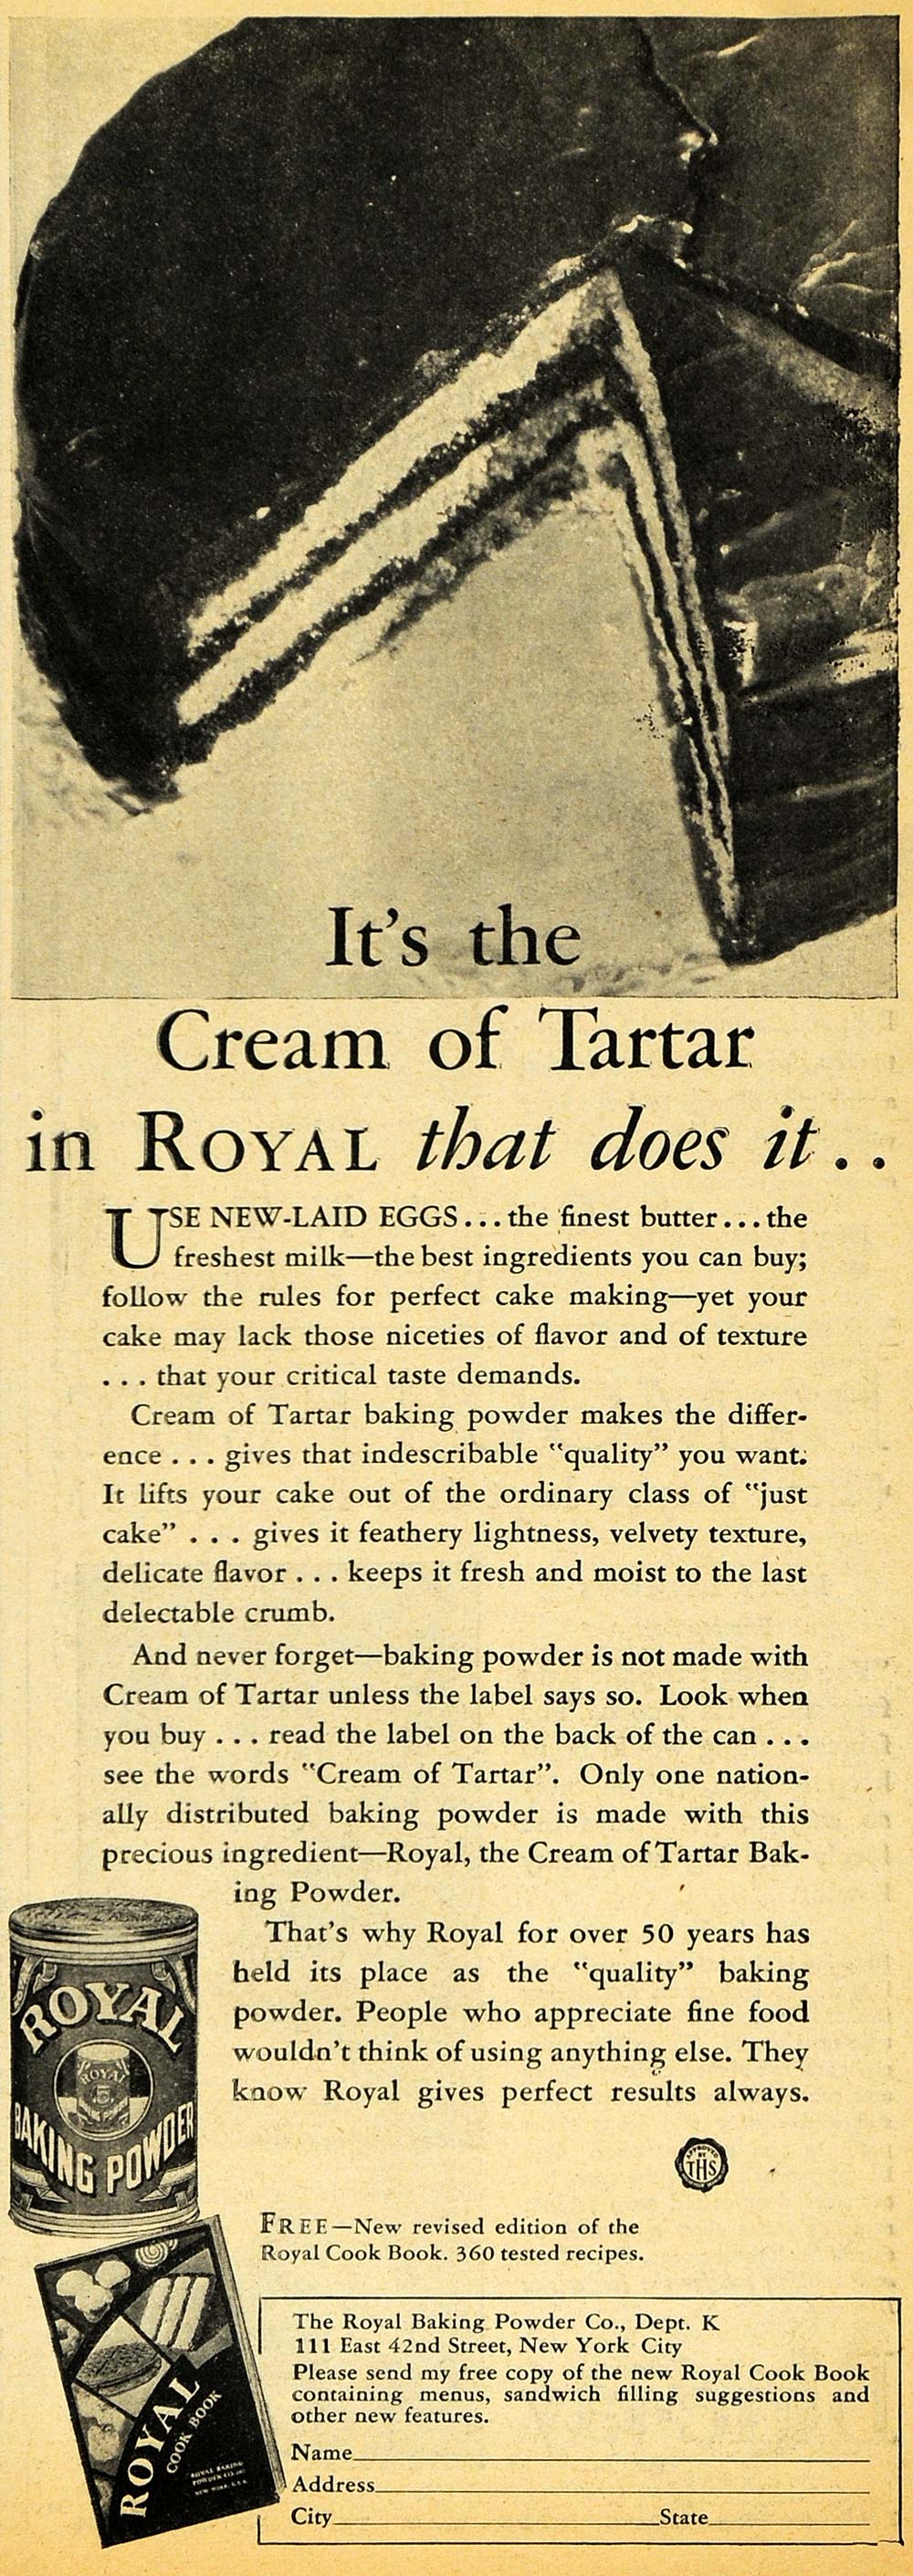 It's the
Cream of Tartar
in ROYAL that does it..
USE NEW-LAID EGGS...the finest butter...the
freshest milk—the best ingredients you can buy;
follow the rules for perfect cake making—yet your
cake may lack those niceties of flavor and of texture
. . . that your critical taste demands.
Cream of Tartar baking powder makes the differ-
ence . . . gives that indescribable "quality" you want.
It lifts your cake out of the ordinary class of "just
cake" . . . gives it feathery lightness, velvety texture,
delicate flavor . . . keeps it fresh and moist to the last
delectable crumb.
And never forget—baking powder is not made with
Cream of Tartar unless the label says so. Look when
you buy . . . read the label on the back of the can . . .
see the words "Cream of Tartar". Only one nation-
ally distributed baking powder is made with this
precious ingredient—Royal, the Cream of Tartar Bak-
ing Powder.
That's why Royal for over 50 years has
held its place as the "quality" baking
powder. People who appreciate fine food
wouldn't think of using anything else. They
know Royal gives perfect results always.
ROYAL
ROYAL
BAKING POWDER
APPROVED
BY
THS
FREE—New revised edition of the
Royal Cook Book. 360 tested recipes.
ROYAL
COOK BOOK
ROYAL BAKING
POWDER CO., INC.
NEW YORK, U.S.A.
The Royal Baking Powder Co., Dept. K
111 East 42nd Street, New York City
Please send my free copy of the new Royal Cook Book
containing menus, sandwich filling suggestions and
other new features.
Name
Address
City State